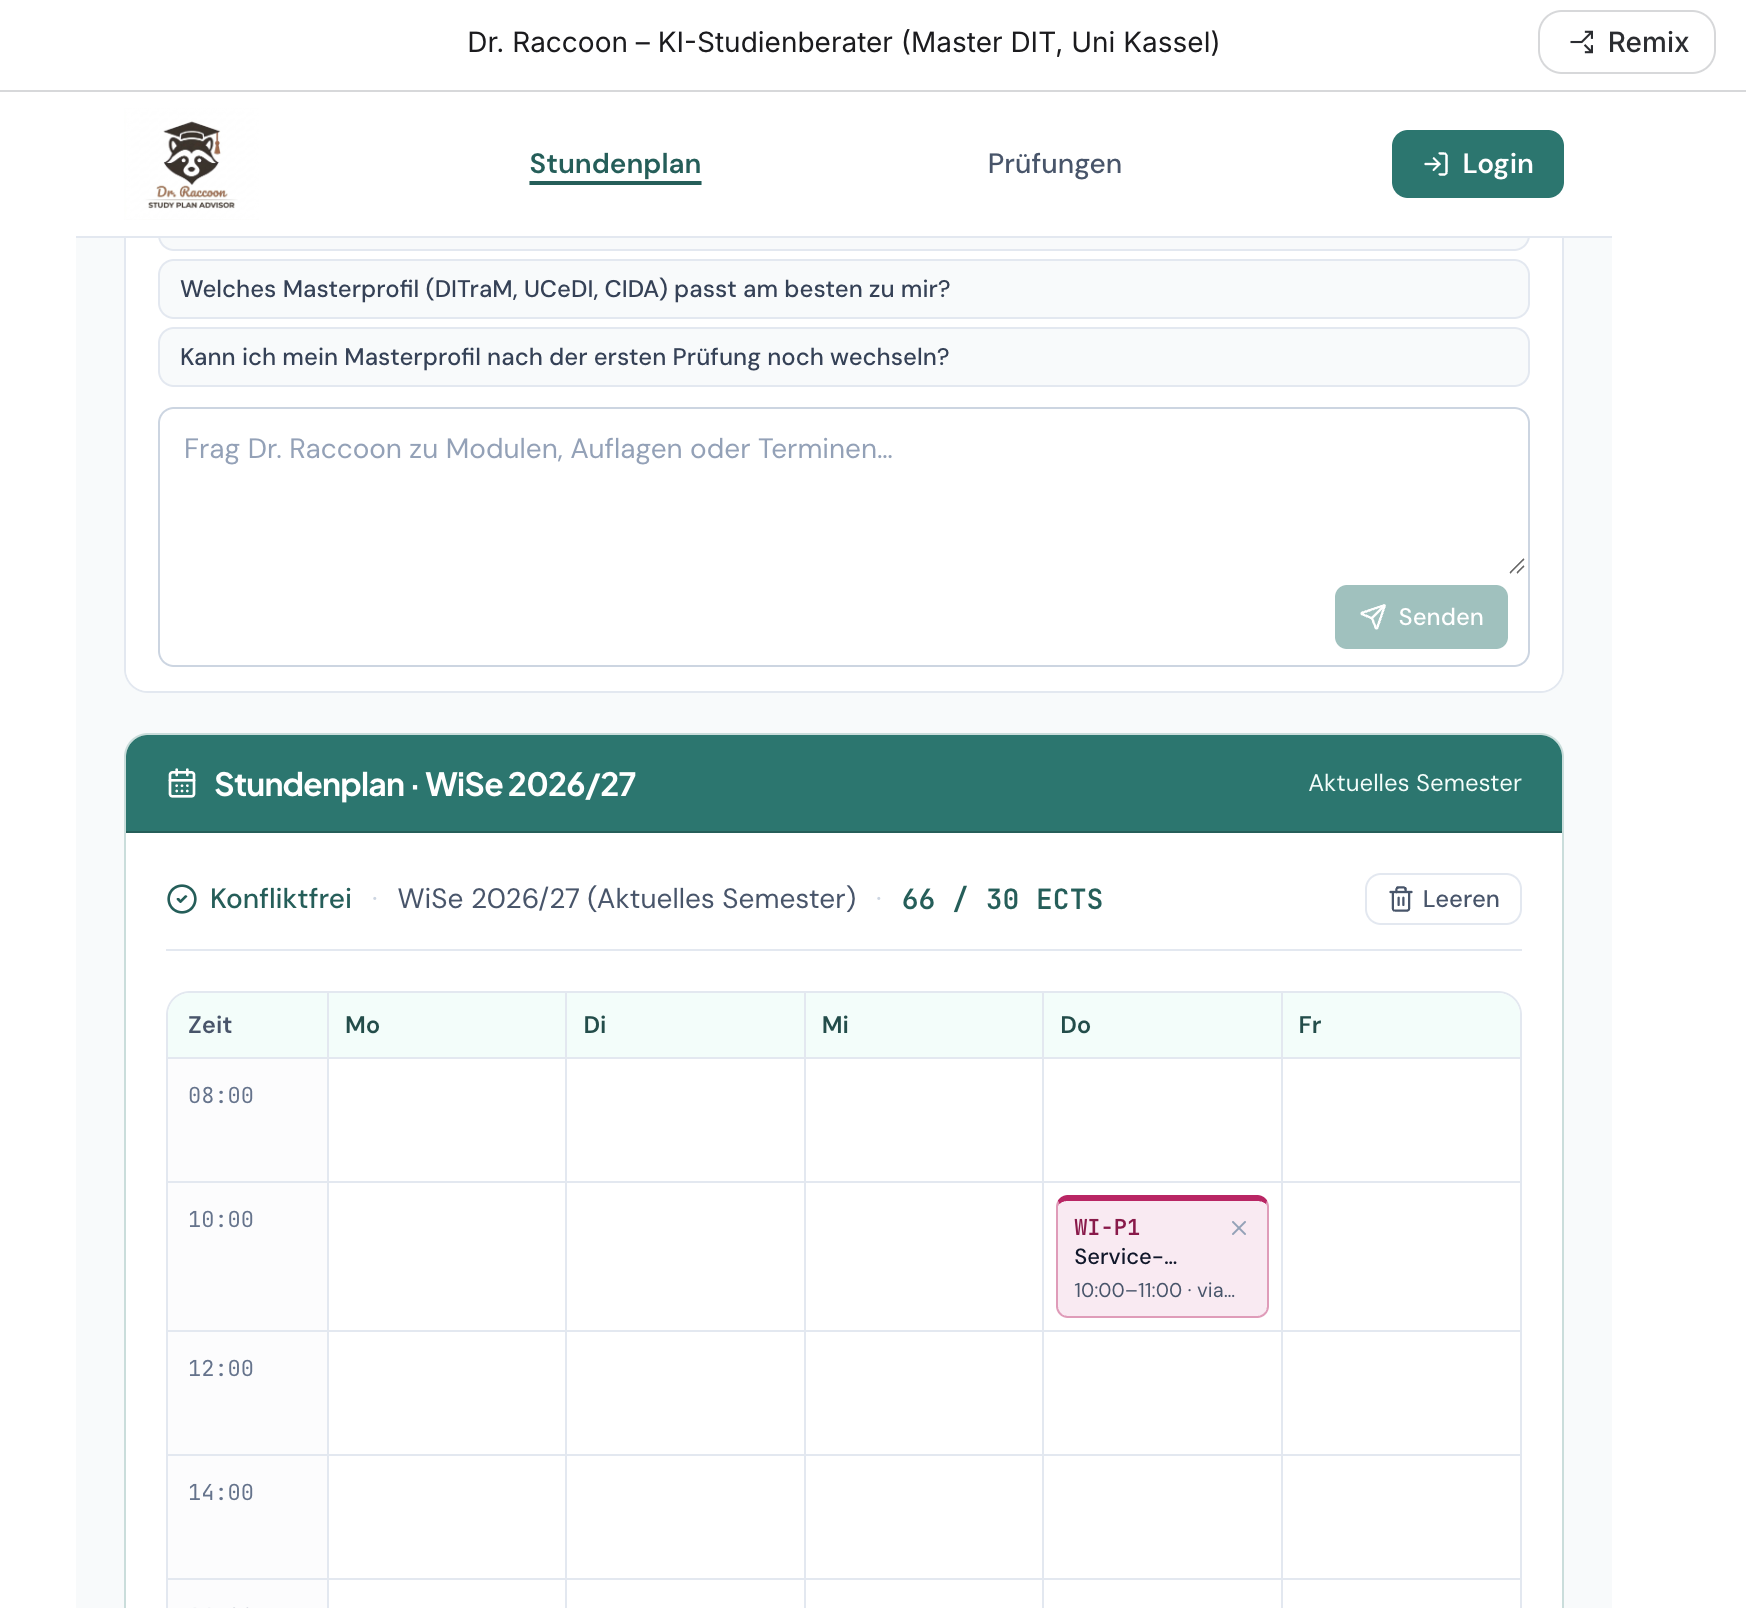 Dr. Raccoon – KI-Studienberater (Master DIT, Uni Kassel)
Remix
Dr. Raccoon
STUDY PLAN ADVISOR
Stundenplan
Prüfungen
Login
Welches Masterprofil (DITraM, UCeDI, CIDA) passt am besten zu mir?
Kann ich mein Masterprofil nach der ersten Prüfung noch wechseln?
Frag Dr. Raccoon zu Modulen, Auflagen oder Terminen...
Senden
Stundenplan · WiSe 2026/27
Aktuelles Semester
Konfliktfrei · WiSe 2026/27 (Aktuelles Semester) · 66 / 30 ECTS
Leeren
Zeit Mo Di Mi Do Fr
08:00
10:00
WI-P1
Service-...
10:00–11:00 · via...
12:00
14:00